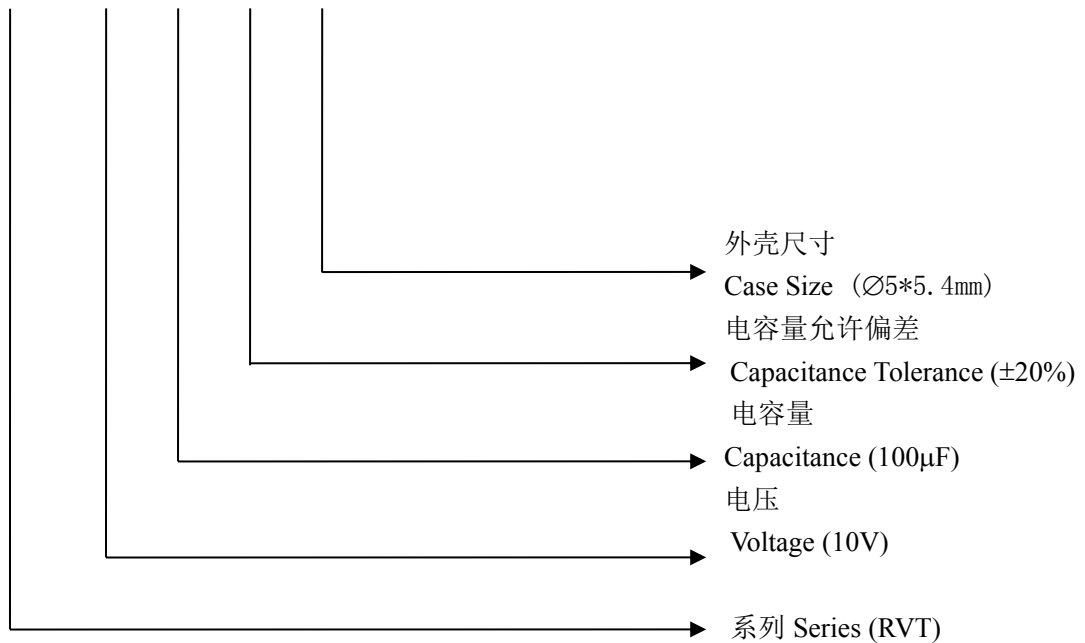 外壳尺寸
Case Size （∅5*5.4mm）
电容量允许偏差
Capacitance Tolerance (±20%)
电容量
Capacitance (100μF)
电压
Voltage (10V)
系列 Series (RVT)